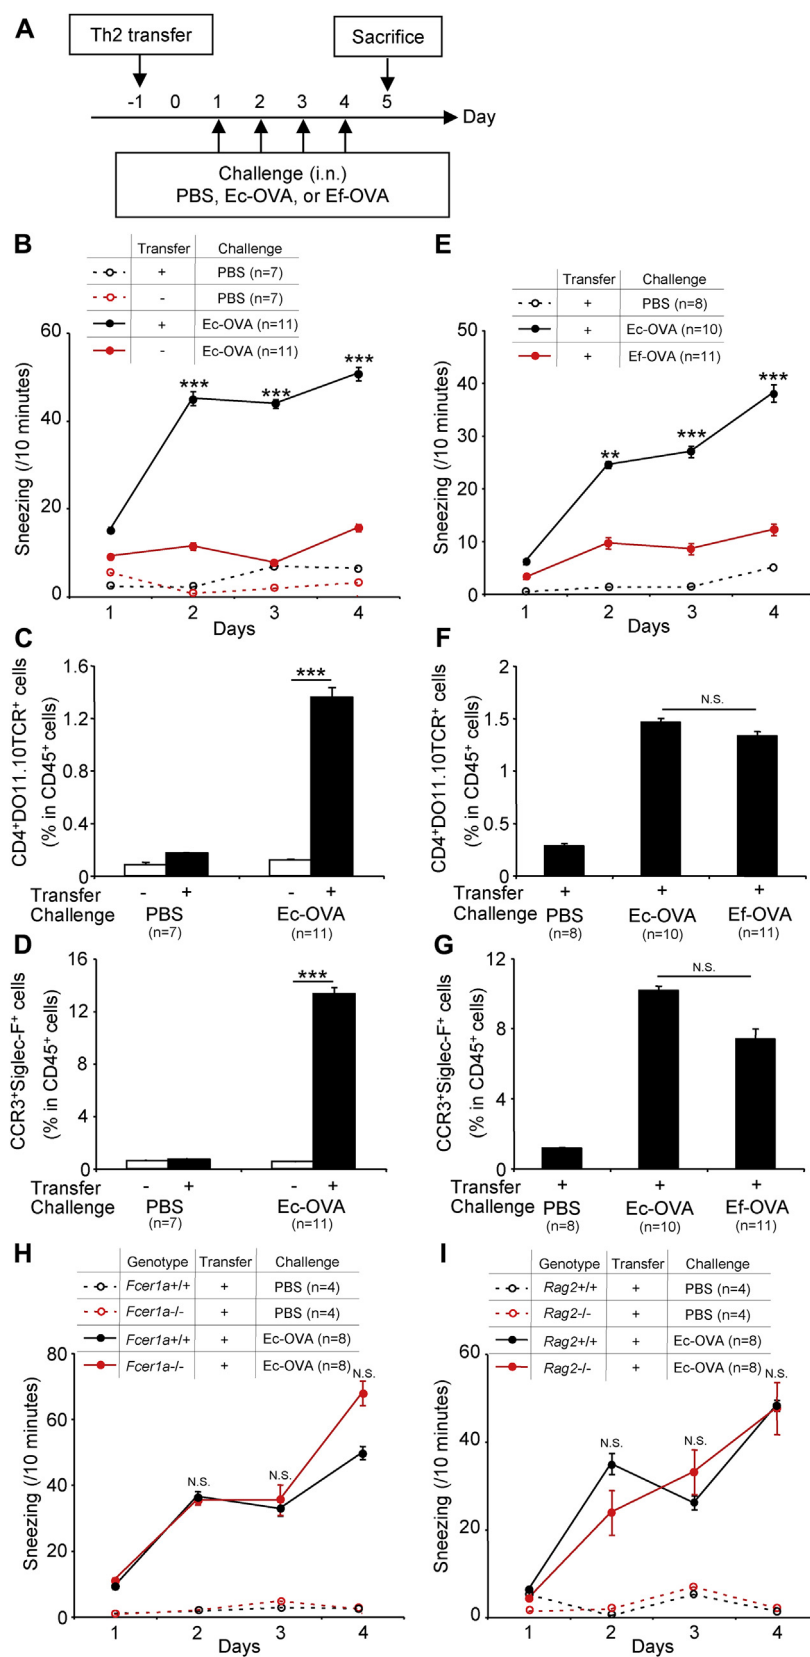 A
Th2 transfer
Sacrifice
-1 0 1 2 3 4 5 Day
Challenge (i.n.)
PBS, Ec-OVA, or Ef-OVA
B
Transfer Challenge
+ PBS (n=7)
- PBS (n=7)
+ Ec-OVA (n=11)
- Ec-OVA (n=11)
Sneezing (/10 minutes)
60
40
20
0
*** *** ***
1 2 3 4
Days
E
Transfer Challenge
+ PBS (n=8)
+ Ec-OVA (n=10)
+ Ef-OVA (n=11)
Sneezing (/10 minutes)
50
40
30
20
10
0
** *** ***
1 2 3 4
Days
C
CD4+DO11.10TCR+ cells
(% in CD45+ cells)
1.6
1.2
0.8
0.4
0
***
Transfer - + - +
Challenge PBS Ec-OVA
(n=7) (n=11)
F
CD4+DO11.10TCR+ cells
(% in CD45+ cells)
2
1.5
1
0.5
0
N.S.
Transfer + + +
Challenge PBS Ec-OVA Ef-OVA
(n=8) (n=10) (n=11)
D
CCR3+Siglec-F+ cells
(% in CD45+ cells)
16
12
8
4
0
***
Transfer - + - +
Challenge PBS Ec-OVA
(n=7) (n=11)
G
CCR3+Siglec-F+ cells
(% in CD45+ cells)
12
8
4
0
N.S.
Transfer + + +
Challenge PBS Ec-OVA Ef-OVA
(n=8) (n=10) (n=11)
H
Genotype Transfer Challenge
Fcer1a+/+ + PBS (n=4)
Fcer1a-/- + PBS (n=4)
Fcer1a+/+ + Ec-OVA (n=8)
Fcer1a-/- + Ec-OVA (n=8)
Sneezing (/10 minutes)
80
60
40
20
0
N.S. N.S. N.S.
1 2 3 4
Days
I
Genotype Transfer Challenge
Rag2+/+ + PBS (n=4)
Rag2-/- + PBS (n=4)
Rag2+/+ + Ec-OVA (n=8)
Rag2-/- + Ec-OVA (n=8)
Sneezing (/10 minutes)
60
40
20
0
N.S. N.S. N.S.
1 2 3 4
Days